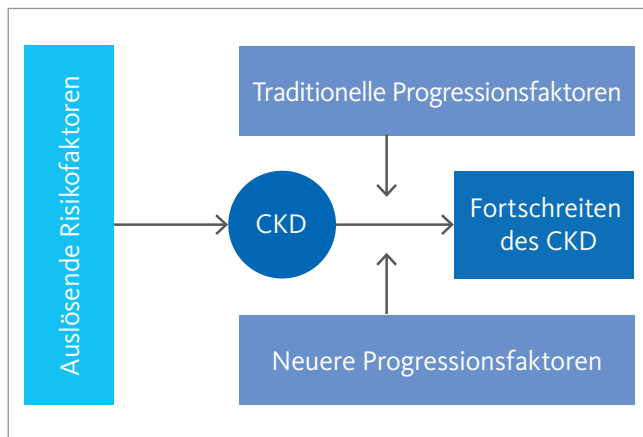 Auslösende Risikofaktoren
Traditionelle Progressionsfaktoren
CKD
Fortschreiten
des CKD
Neuere Progressionsfaktoren